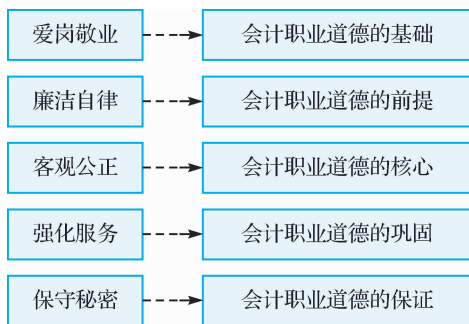 爱岗敬业 会计职业道德的基础
廉洁自律 会计职业道德的前提
客观公正 会计职业道德的核心
强化服务 会计职业道德的巩固
保守秘密 会计职业道德的保证